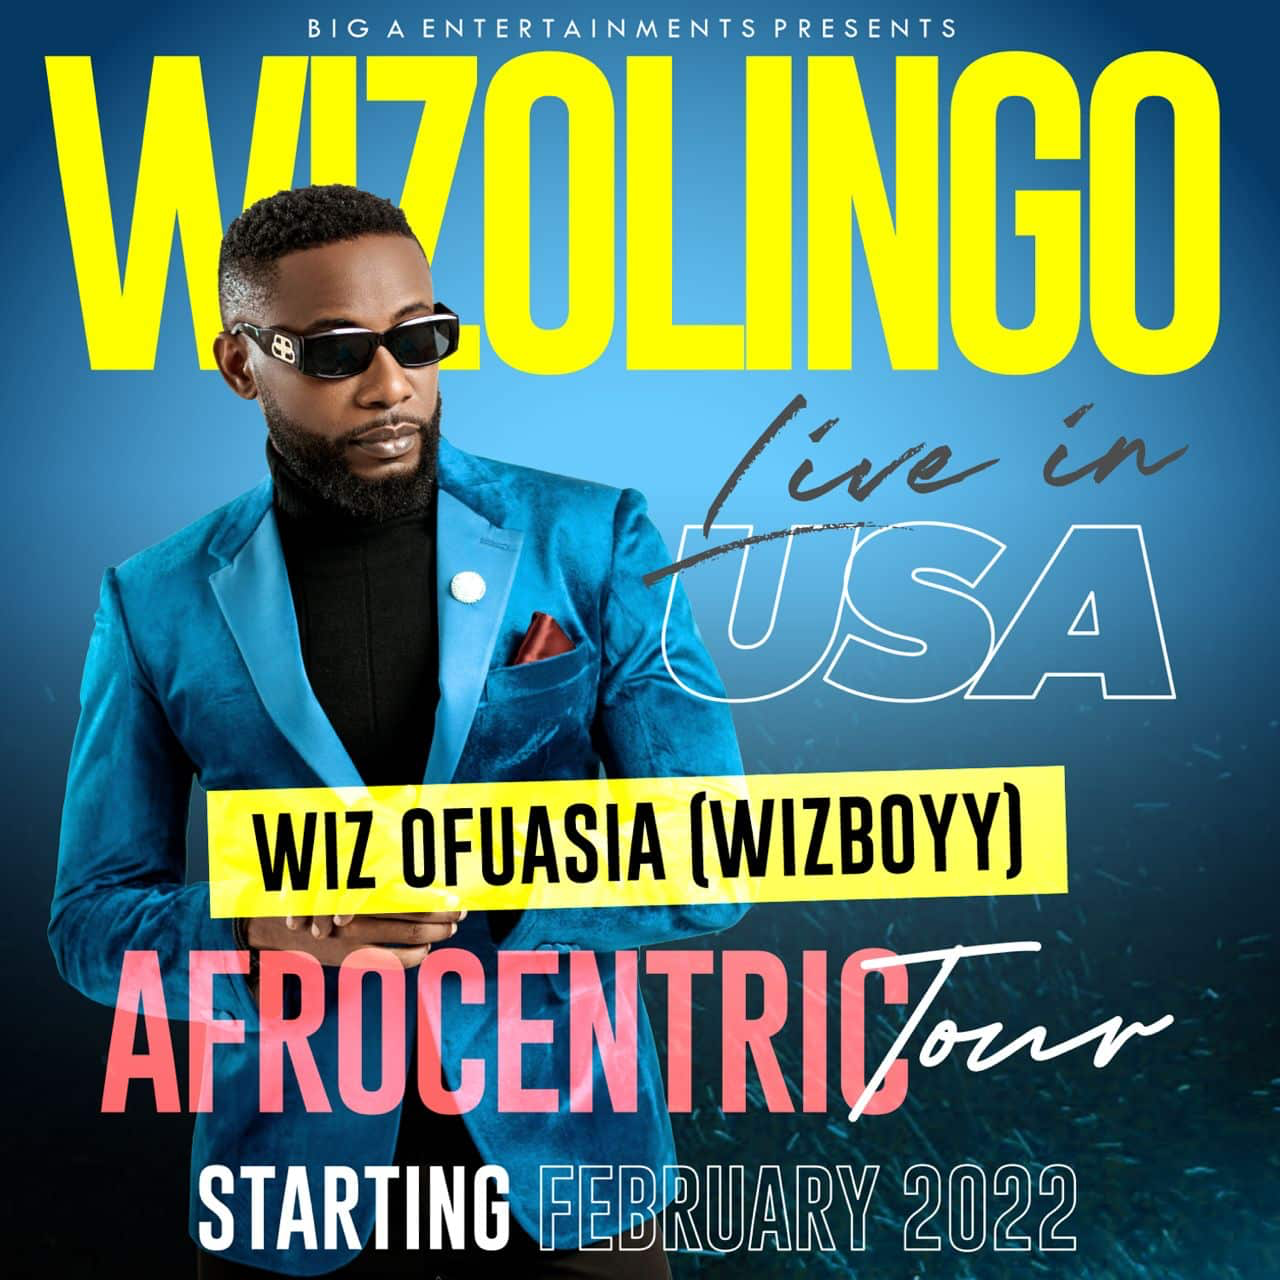 BIG A ENTERTAINMENTS PRESENTS
WIZOLINGO
Live in
USA
WIZ OFUASIA (WIZBOYY)
AFROCENTRIC Tour
STARTING FEBRUARY 2022